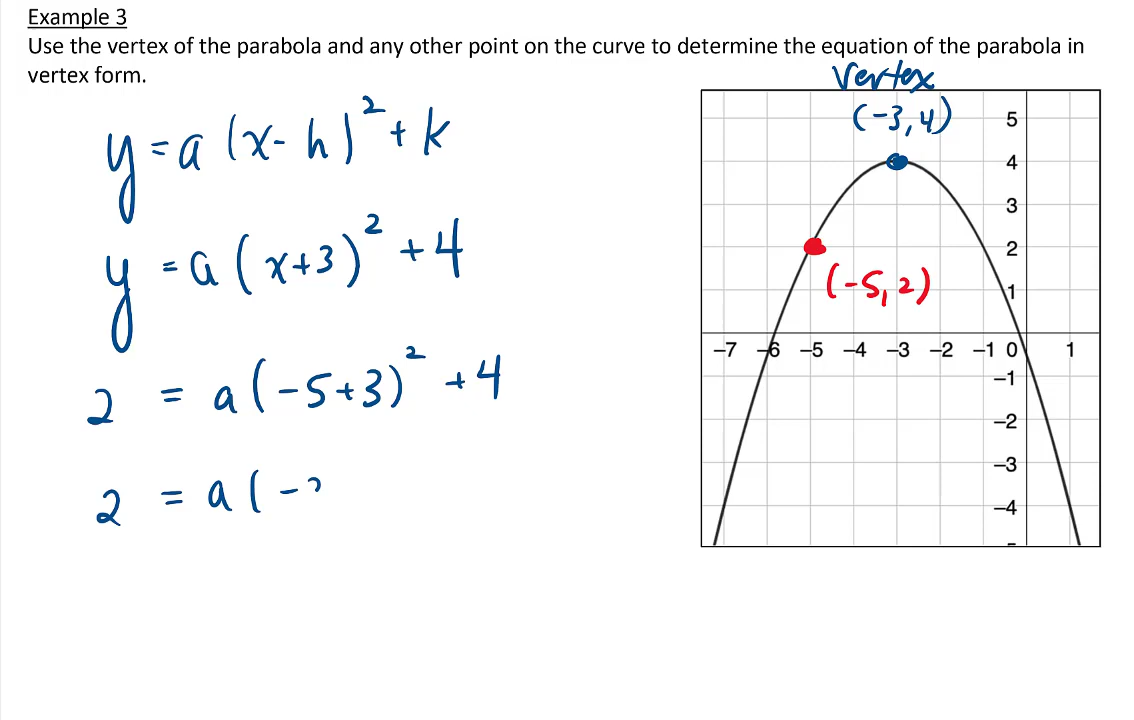 Example 3
Use the vertex of the parabola and any other point on the curve to determine the equation of the parabola in
vertex form.
Vertex
(-3, 4)
y = a (x - h)² + k
y = a (x+3)² + 4
2 = a(-5+3)² + 4
2 = a (-
(-5, 2)
5
4
3
2
1
–7 –6 –5 –4 –3 –2 –1 0 1
–1
–2
–3
–4